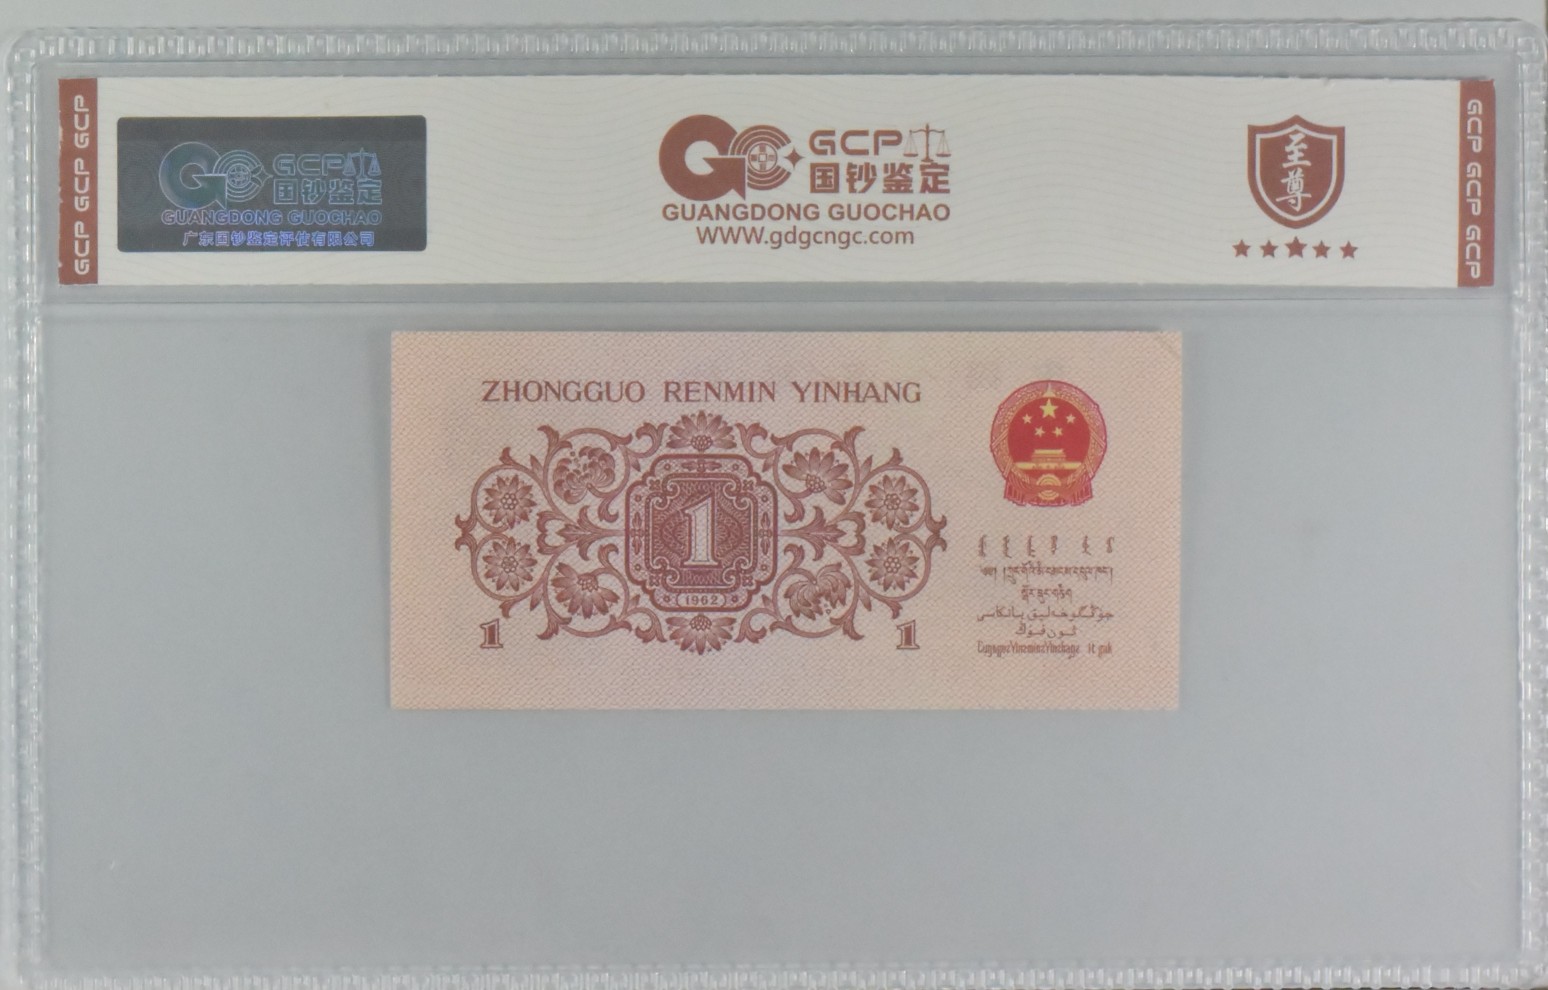 GCP GCP GCP
GCP
国钞鉴定
GUANGDONG GUOCHAO
广东国钞鉴定评估有限公司
GCP
国钞鉴定
GUANGDONG GUOCHAO
WWW.gdgcngc.com
至尊
GCP GCP GCP
ZHONGGUO RENMIN YINHANG
1
(1962)
1
1